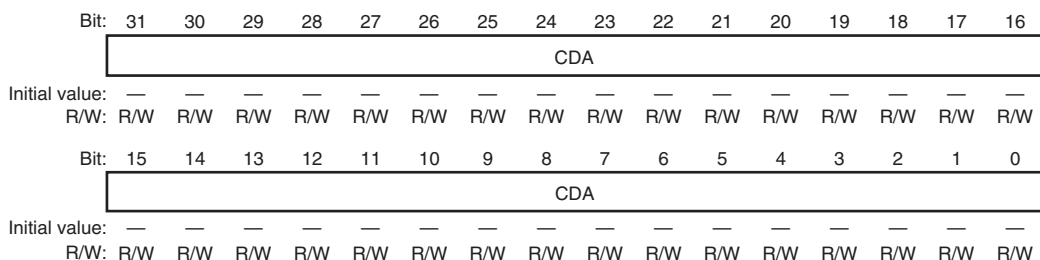 Bit: 31 30 29 28 27 26 25 24 23 22 21 20 19 18 17 16
CDA
Initial value: — — — — — — — — — — — — — — — —
R/W: R/W R/W R/W R/W R/W R/W R/W R/W R/W R/W R/W R/W R/W R/W R/W R/W
Bit: 15 14 13 12 11 10 9 8 7 6 5 4 3 2 1 0
CDA
Initial value: — — — — — — — — — — — — — — — —
R/W: R/W R/W R/W R/W R/W R/W R/W R/W R/W R/W R/W R/W R/W R/W R/W R/W